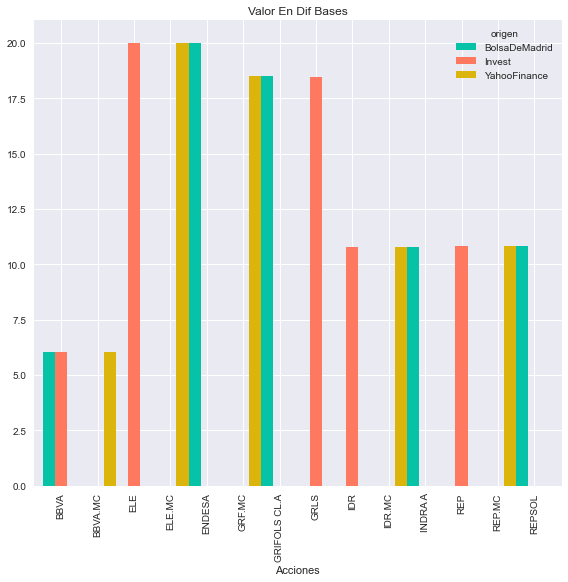 Valor En Dif Bases
origen
BolsaDeMadrid
Invest
YahooFinance
20.0
17.5
15.0
12.5
10.0
7.5
5.0
2.5
0.0
BBVA
BBVA.MC
ELE
ELE.MC
ENDESA
GRF.MC
GRIFOLS CL.A
GRLS
IDR
IDR.MC
INDRA A
REP
REP.MC
REPSOL
Acciones